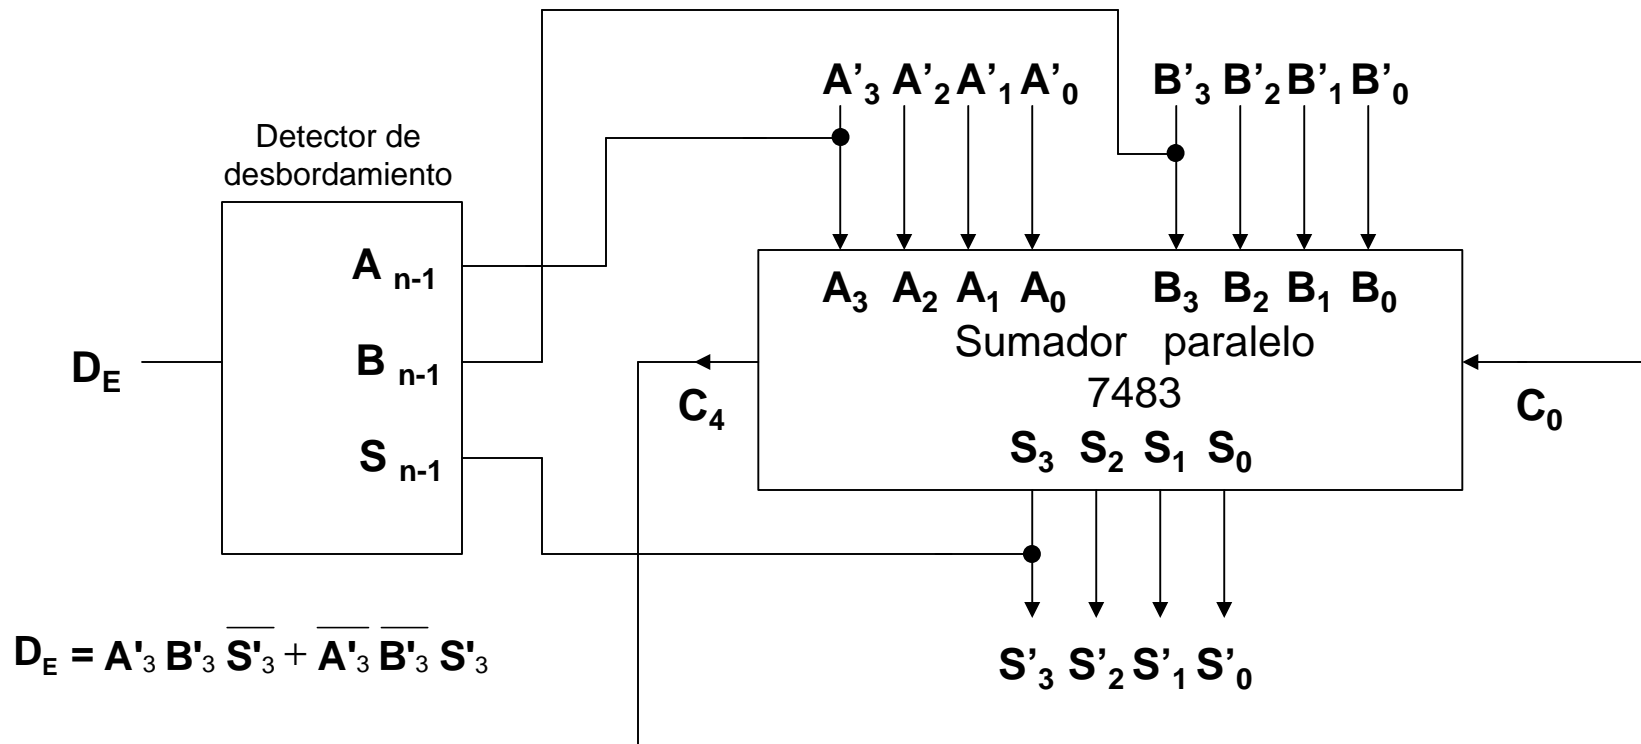 A’3 A’2 A’1 A’0 B’3 B’2 B’1 B’0
Detector de
desbordamiento
A n-1
B n-1
S n-1
DE
A3 A2 A1 A0 B3 B2 B1 B0
Sumador paralelo
7483
S3 S2 S1 S0
C4
C0
S’3 S’2 S’1 S’0
DE = A'3 B'3 S̅'̅3̅ + A̅'̅3̅ B̅'̅3̅ S'3